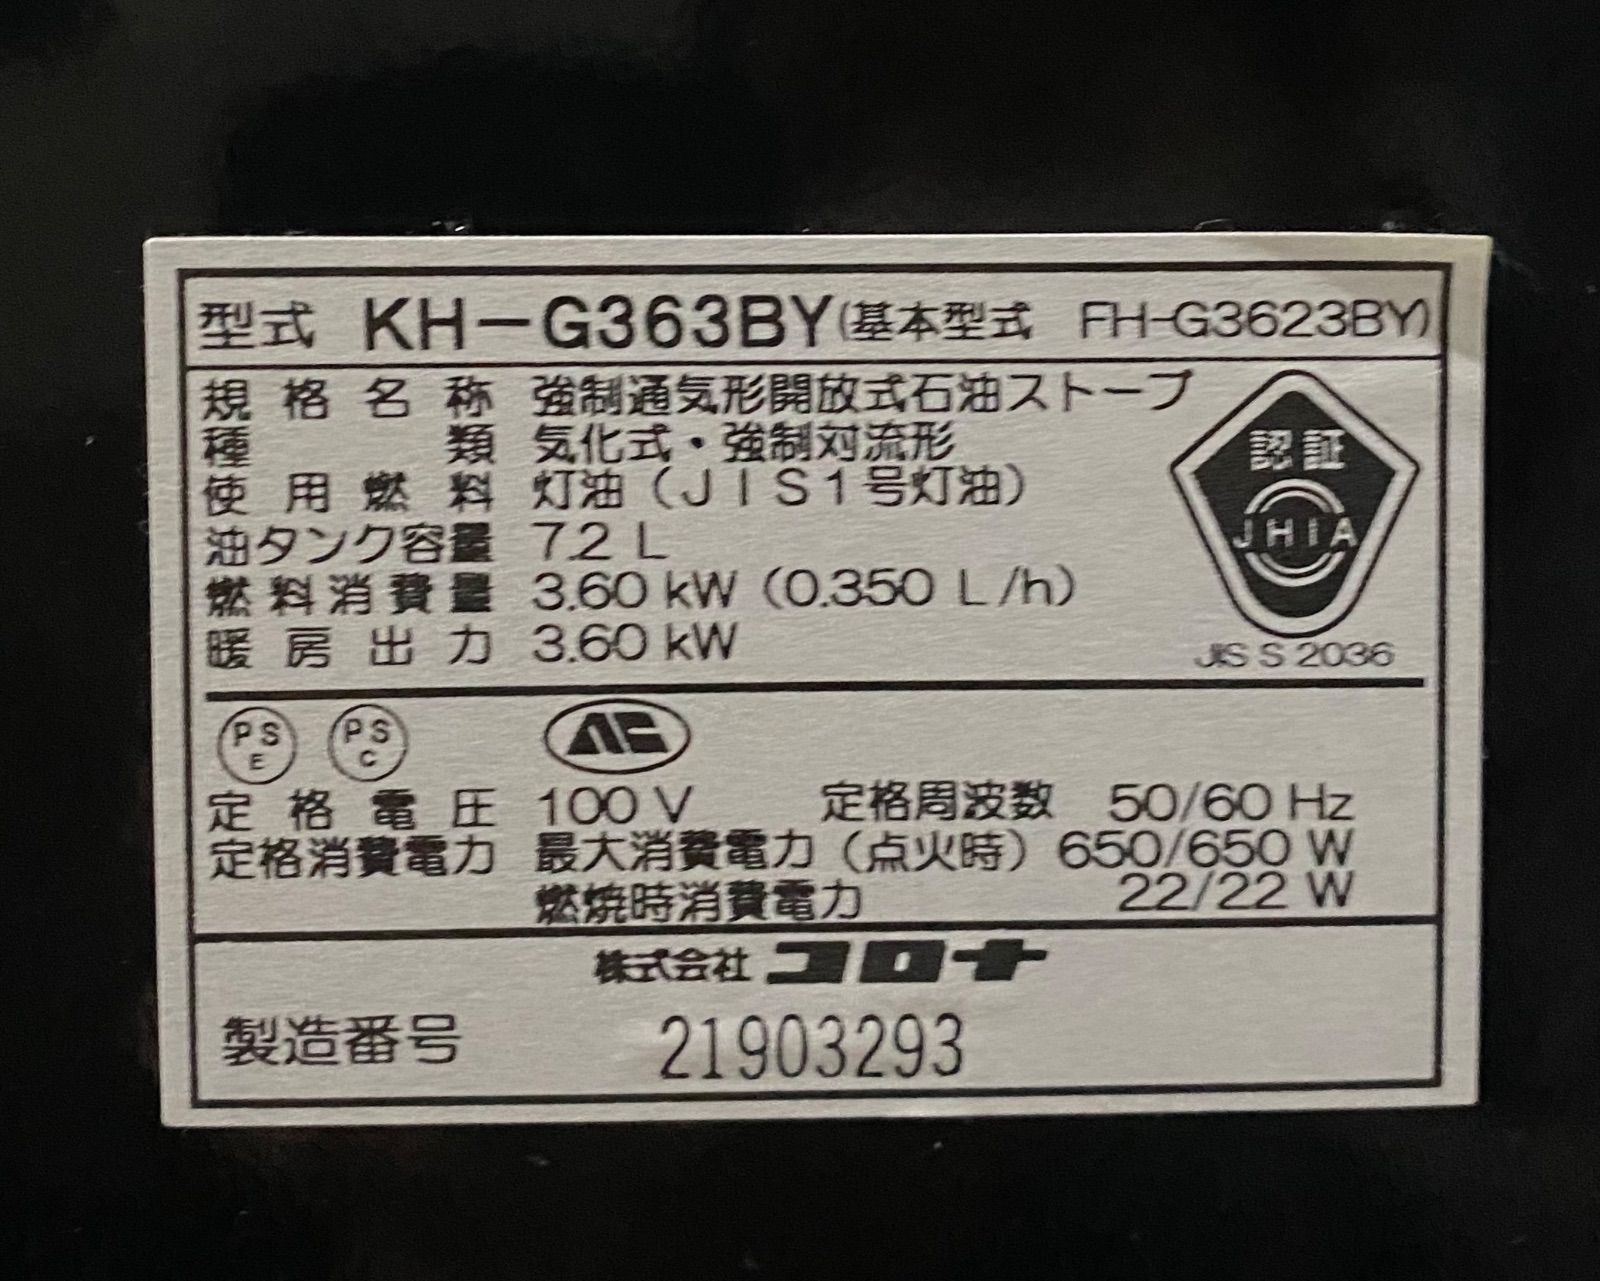 型式 KH-G363BY(基本型式 FH-G3623BY)
規格名称 強制通気形開放式石油ストーブ
種類 気化式・強制対流形
使用燃料 灯油(JIS1号灯油)
油タンク容量 7.2 L
燃料消費量 3.60 kW (0.350 L/h)
暖房出力 3.60 kW
認証
JHIA
JIS S 2036
PS E
PS C
定格電圧 100 V 定格周波数 50/60 Hz
定格消費電力 最大消費電力(点火時) 650/650 W
燃焼時消費電力 22/22 W
株式会社コロナ
製造番号 21903293